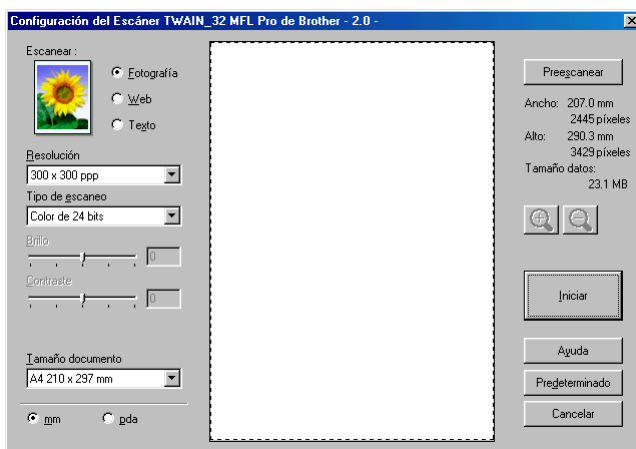 Configuración del Escáner TWAIN_32 MFL Pro de Brother - 2.0 -
Escanear :
Fotografía
Web
Texto
Resolución
300 x 300 ppp
Tipo de escaneo
Color de 24 bits
Brillo
0
Contraste
0
Tamaño documento
A4 210 x 297 mm
mm
pda
Preescanear
Ancho: 207.0 mm
2445 píxeles
Alto: 290.3 mm
3429 píxeles
Tamaño datos:
23.1 MB
Iniciar
Ayuda
Predeterminado
Cancelar